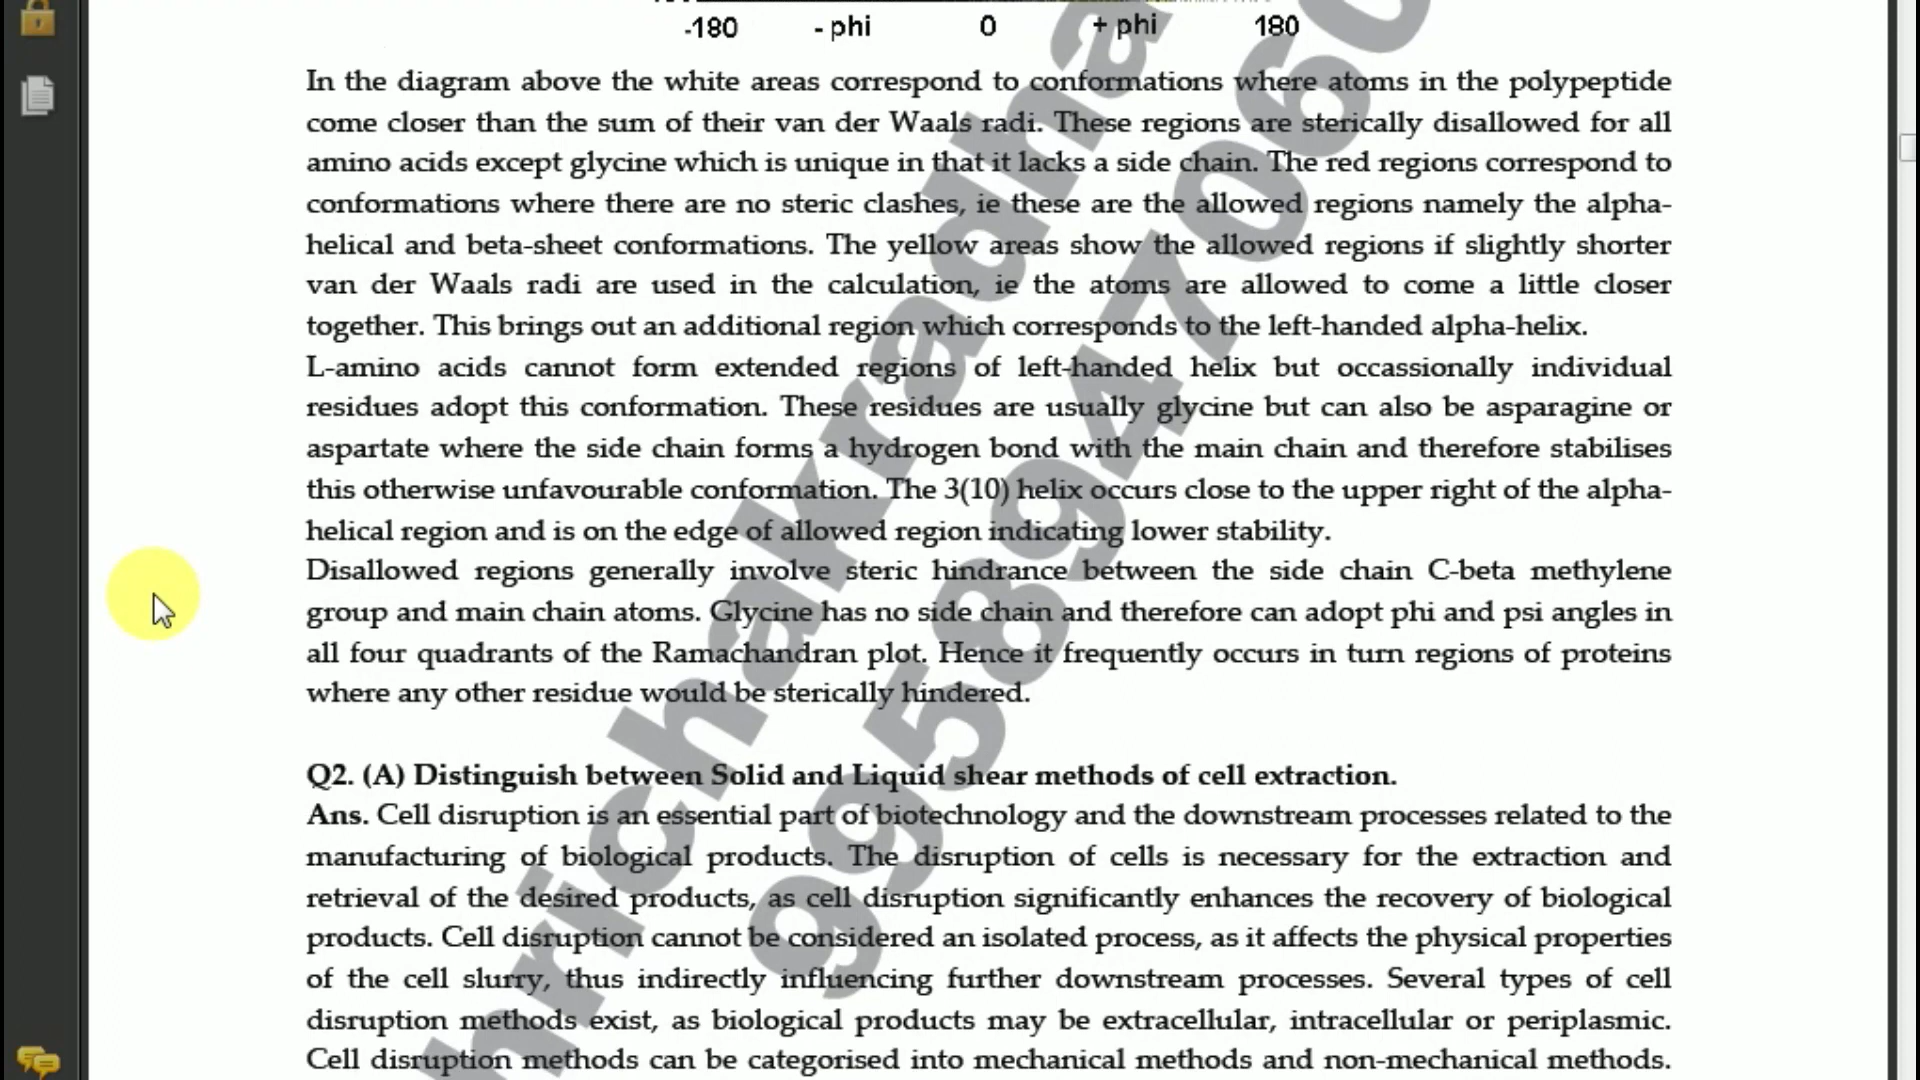 -180 - phi 0 + phi 180
In the diagram above the white areas correspond to conformations where atoms in the polypeptide
come closer than the sum of their van der Waals radi. These regions are sterically disallowed for all
amino acids except glycine which is unique in that it lacks a side chain. The red regions correspond to
conformations where there are no steric clashes, ie these are the allowed regions namely the alpha-
helical and beta-sheet conformations. The yellow areas show the allowed regions if slightly shorter
van der Waals radi are used in the calculation, ie the atoms are allowed to come a little closer
together. This brings out an additional region which corresponds to the left-handed alpha-helix.
L-amino acids cannot form extended regions of left-handed helix but occassionally individual
residues adopt this conformation. These residues are usually glycine but can also be asparagine or
aspartate where the side chain forms a hydrogen bond with the main chain and therefore stabilises
this otherwise unfavourable conformation. The 3(10) helix occurs close to the upper right of the alpha-
helical region and is on the edge of allowed region indicating lower stability.
Disallowed regions generally involve steric hindrance between the side chain C-beta methylene
group and main chain atoms. Glycine has no side chain and therefore can adopt phi and psi angles in
all four quadrants of the Ramachandran plot. Hence it frequently occurs in turn regions of proteins
where any other residue would be sterically hindered.
Q2. (A) Distinguish between Solid and Liquid shear methods of cell extraction.
Ans. Cell disruption is an essential part of biotechnology and the downstream processes related to the
manufacturing of biological products. The disruption of cells is necessary for the extraction and
retrieval of the desired products, as cell disruption significantly enhances the recovery of biological
products. Cell disruption cannot be considered an isolated process, as it affects the physical properties
of the cell slurry, thus indirectly influencing further downstream processes. Several types of cell
disruption methods exist, as biological products may be extracellular, intracellular or periplasmic.
Cell disruption methods can be categorised into mechanical methods and non-mechanical methods.